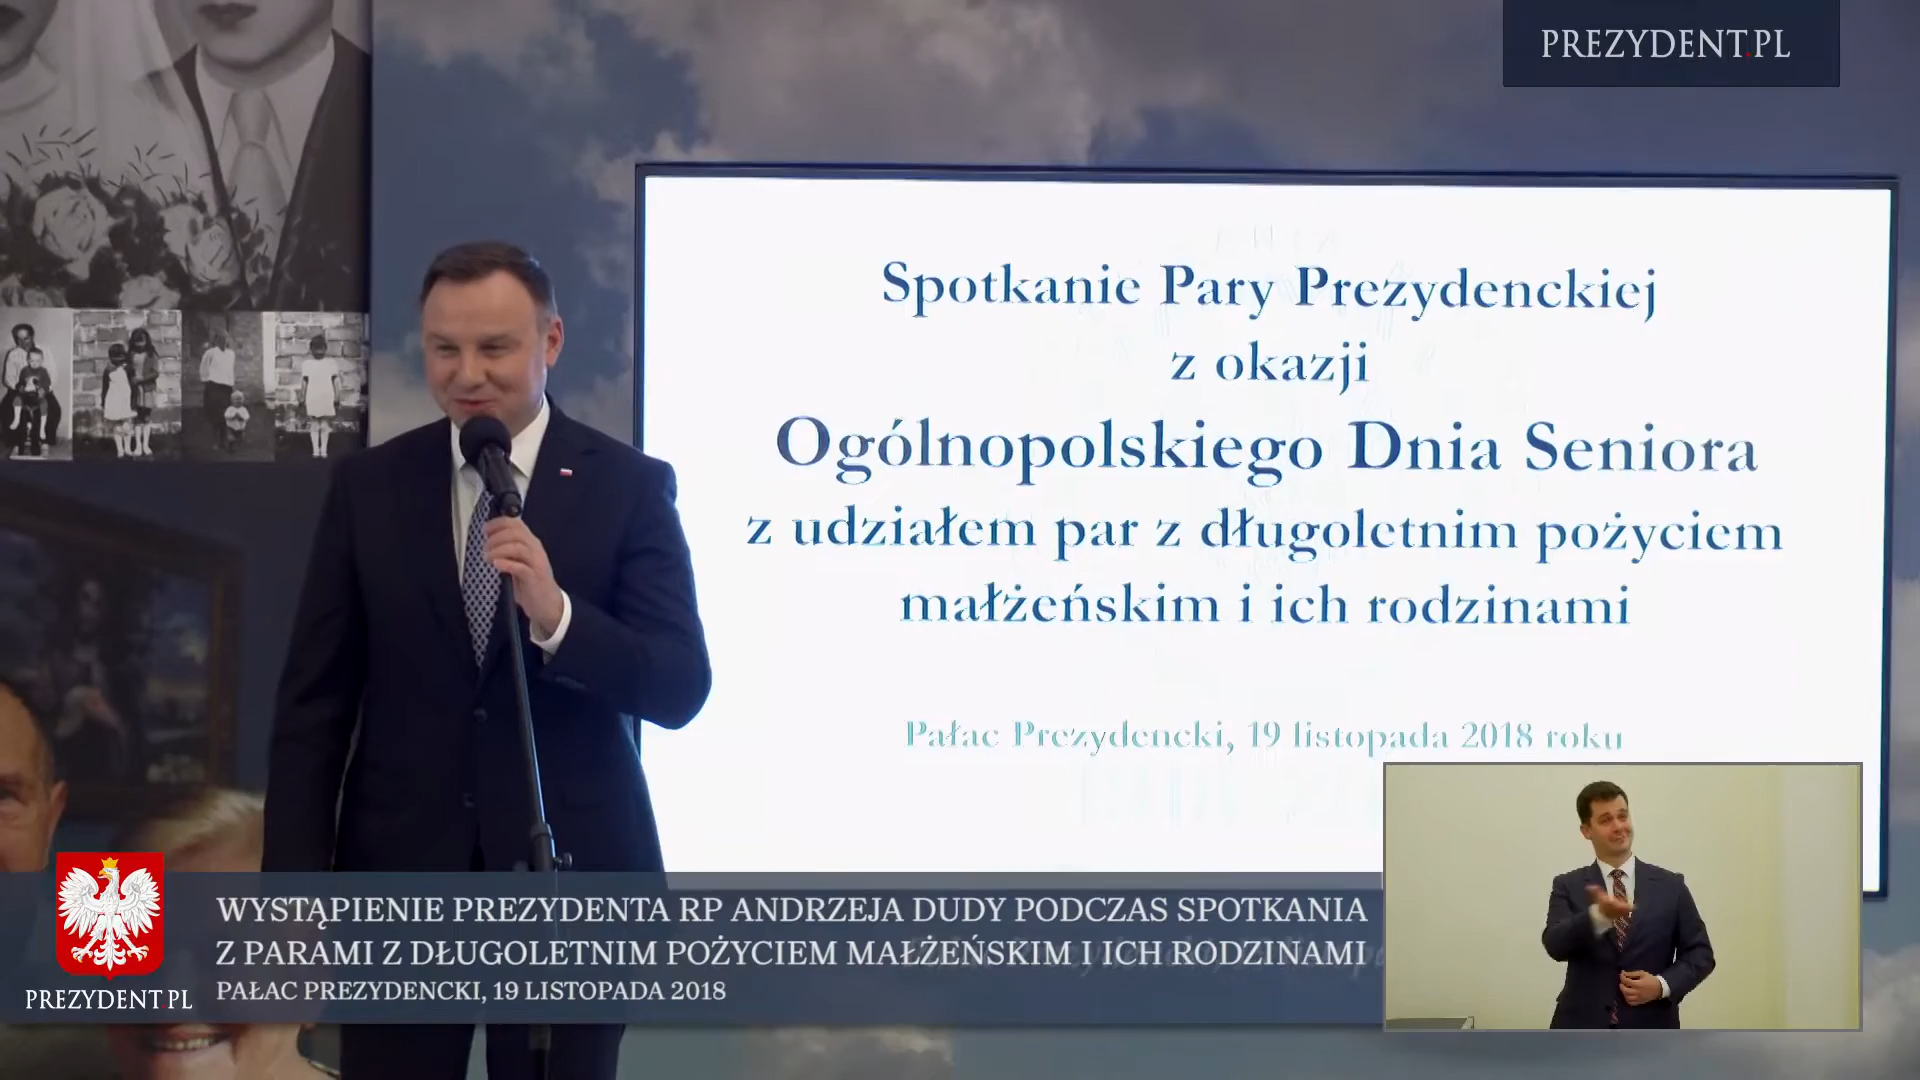 PREZYDENT.PL
Spotkanie Pary Prezydenckiej
z okazji
Ogólnopolskiego Dnia Seniora
z udziałem par z długoletnim pożyciem
małżeńskim i ich rodzinami
Pałac Prezydencki, 19 listopada 2018 roku
WYSTĄPIENIE PREZYDENTA RP ANDRZEJA DUDY PODCZAS SPOTKANIA
Z PARAMI Z DŁUGOLETNIM POŻYCIEM MAŁŻEŃSKIM I ICH RODZINAMI
PAŁAC PREZYDENCKI, 19 LISTOPADA 2018
PREZYDENT.PL